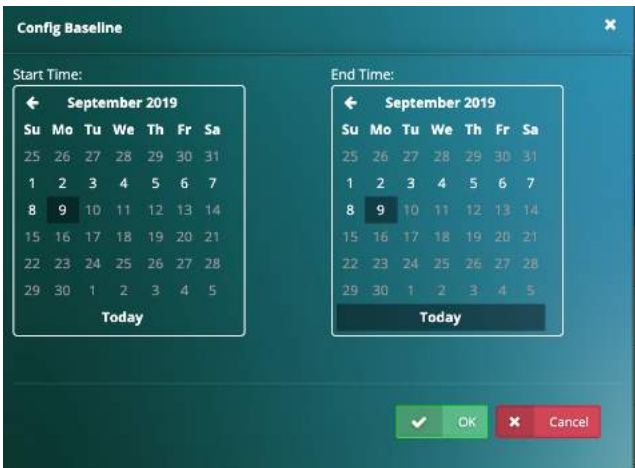 Config Baseline
Start Time:
September 2019
Su Mo Tu We Th Fr Sa
25 26 27 28 29 30 31
1 2 3 4 5 6 7
8 9 10 11 12 13 14
15 16 17 18 19 20 21
22 23 24 25 26 27 28
29 30 1 2 3 4 5
Today
End Time:
September 2019
Su Mo Tu We Th Fr Sa
25 26 27 28 29 30 31
1 2 3 4 5 6 7
8 9 10 11 12 13 14
15 16 17 18 19 20 21
22 23 24 25 26 27 28
29 30 1 2 3 4 5
Today
OK
Cancel